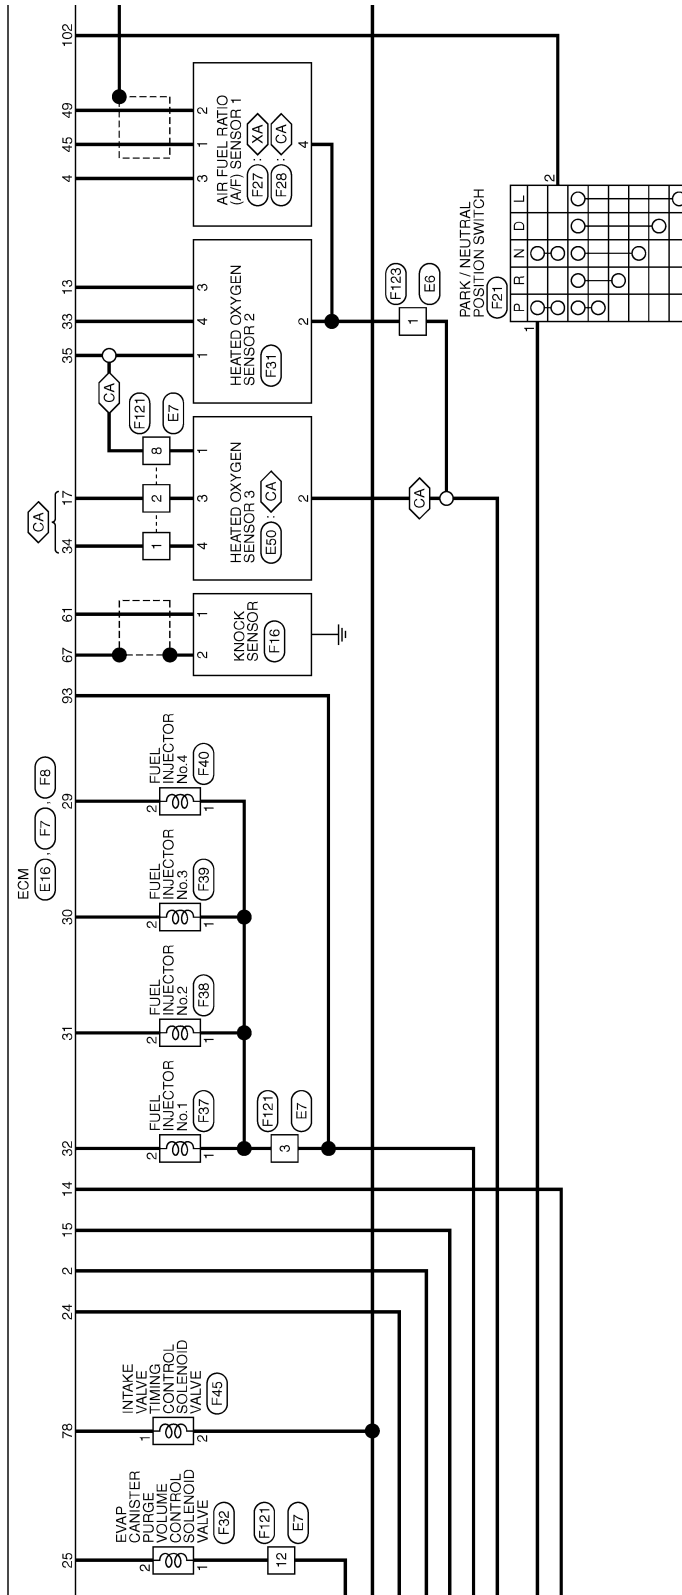 ECM
E16 , F7 , F8
CA
25 78 24 2 15 14 32 31 30 29 93 67 61 34 17 35 33 13 4 45 49 102
EVAP
CANISTER
PURGE
VOLUME
CONTROL
SOLENOID
VALVE
F32
2
1
F121
12
E7
INTAKE
VALVE
TIMING
CONTROL
SOLENOID
VALVE
F45
1
2
FUEL
INJECTOR
No.1
F37
2
1
F121
3
E7
FUEL
INJECTOR
No.2
F38
2
1
FUEL
INJECTOR
No.3
F39
2
1
FUEL
INJECTOR
No.4
F40
2
1
2 1
KNOCK
SENSOR
F16
CA
F121
1 2 8
E7
4 3 1
HEATED OXYGEN
SENSOR 3
E50 : CA
2
CA
1 4 3
HEATED OXYGEN
SENSOR 2
F31
2
F123
1
E6
3 1 2
AIR FUEL RATIO
(A/F) SENSOR 1
F27 : XA
F28 : CA
4
PARK / NEUTRAL
POSITION SWITCH
F21
1 2
P R N D L